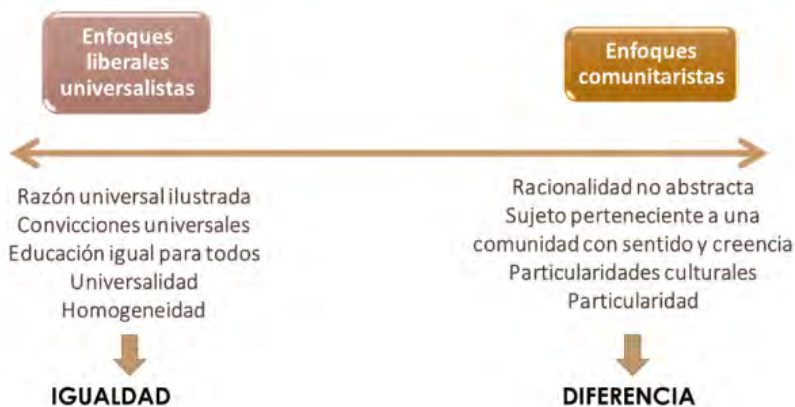 Enfoques
liberales
universalistas
Enfoques
comunitaristas
Razón universal ilustrada
Convicciones universales
Educación igual para todos
Universalidad
Homogeneidad
IGUALDAD
Racionalidad no abstracta
Sujeto perteneciente a una
comunidad con sentido y creencia
Particularidades culturales
Particularidad
DIFERENCIA